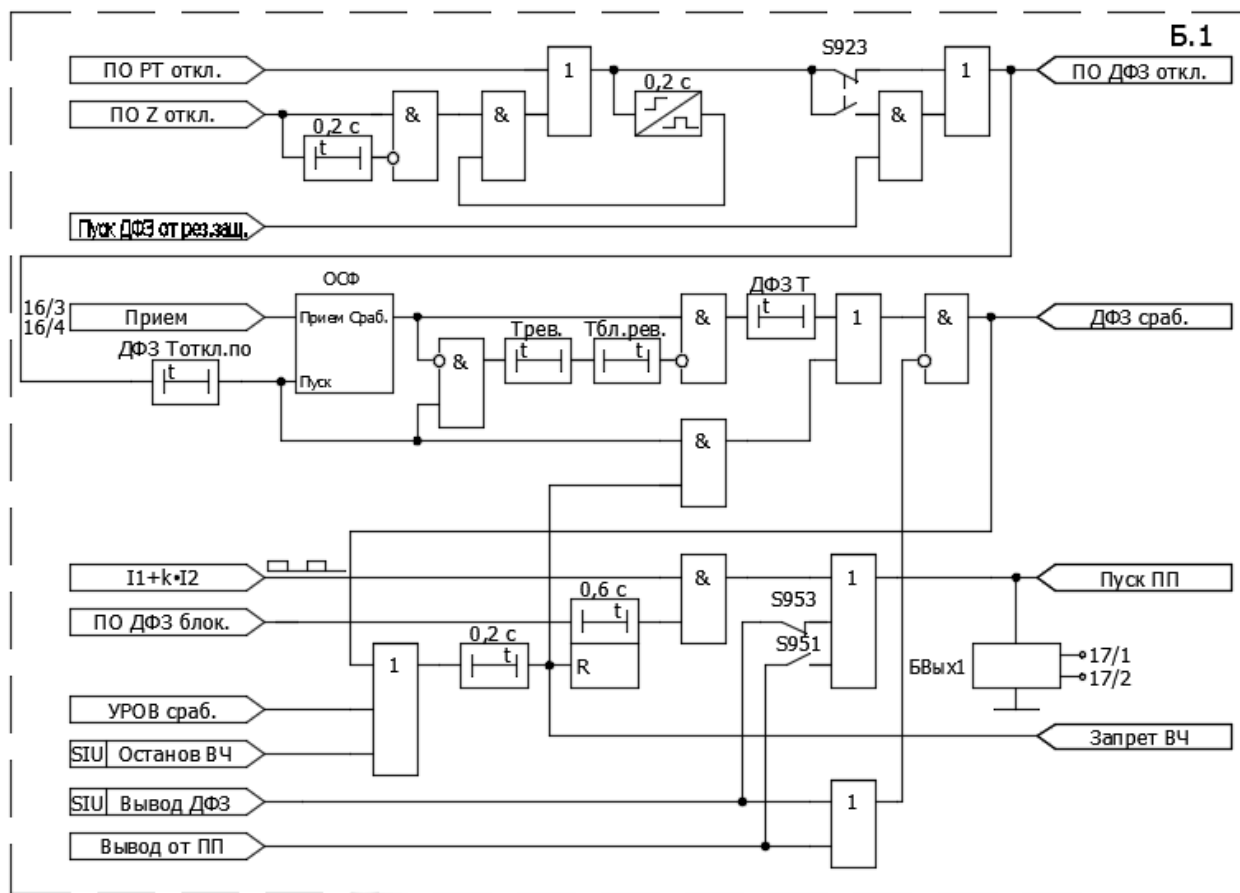 Б.1
S923
ПО РТ откл.
1
1
ПО ДФЗ откл.
0,2 с
ПО Z откл.
&
&
&
0,2 с
t
Пуск ДФЗ от рез.защ.
ОСФ
ДФЗ Т
16/3
16/4
Прием
Прием Сраб.
&
t
1
&
ДФЗ сраб.
Трев.
Тбл.рев.
ДФЗ Тоткл.по
&
t
t
t
Пуск
&
I1+k•I2
&
1
Пуск ПП
0,6 с
S953
ПО ДФЗ блок.
t
0,2 с
S951
1
t
R
БВых1
17/1
17/2
УРОВ сраб.
Запрет ВЧ
SIU Останов ВЧ
SIU Вывод ДФЗ
1
Вывод от ПП